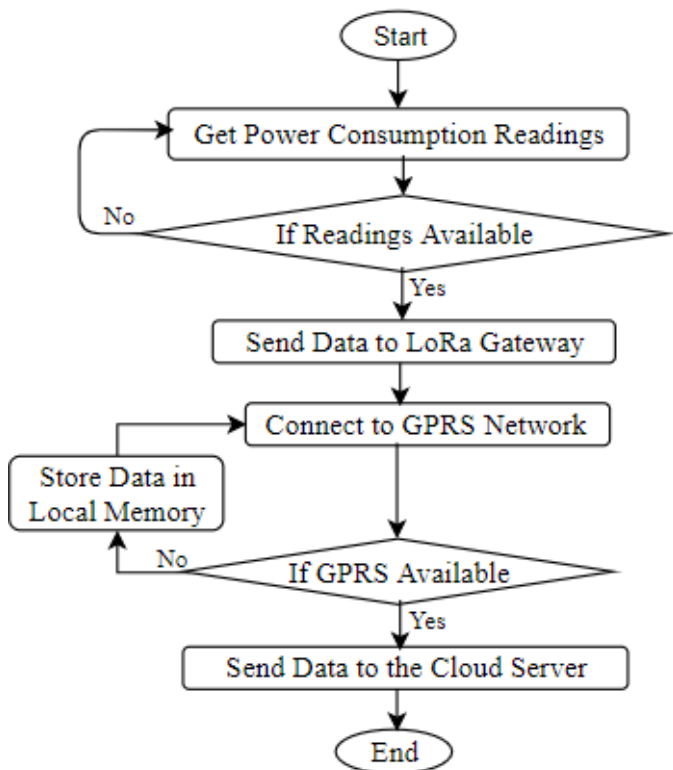 Start
Get Power Consumption Readings
No
If Readings Available
Yes
Send Data to LoRa Gateway
Connect to GPRS Network
Store Data in
Local Memory
No
If GPRS Available
Yes
Send Data to the Cloud Server
End